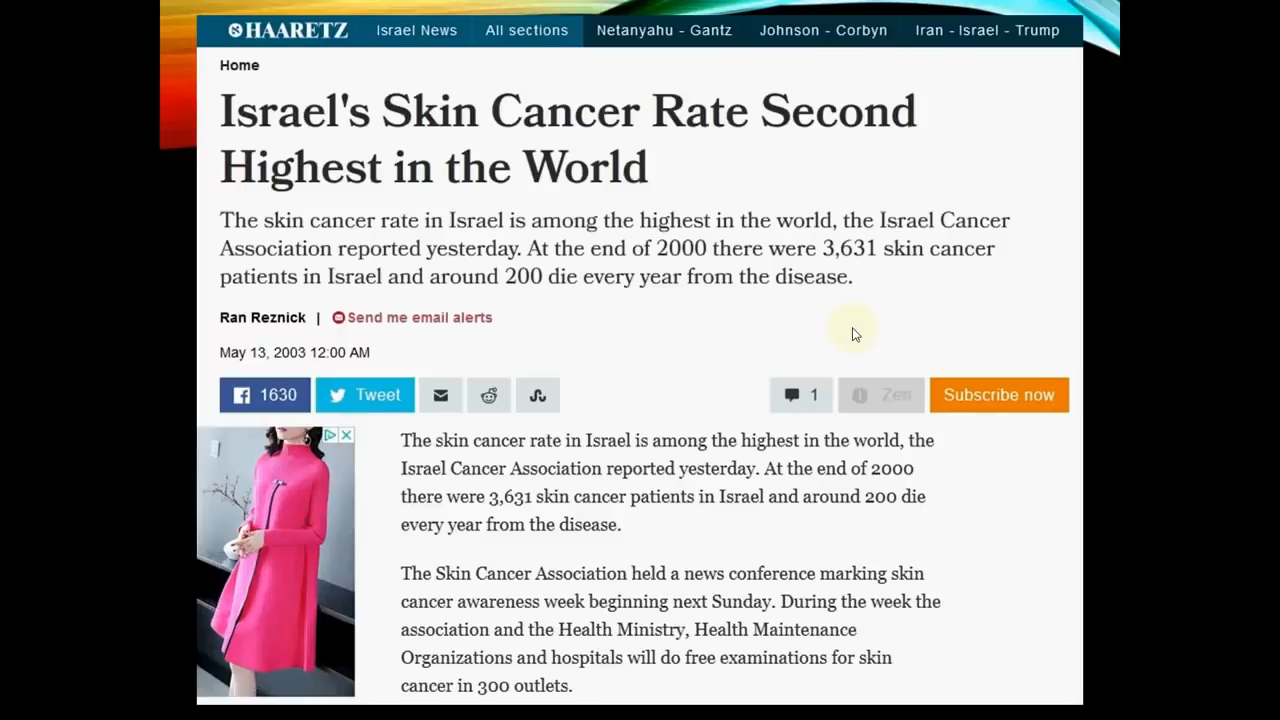 HAARETZ Israel News All sections Netanyahu - Gantz Johnson - Corbyn Iran - Israel - Trump
Home
Israel's Skin Cancer Rate Second
Highest in the World
The skin cancer rate in Israel is among the highest in the world, the Israel Cancer
Association reported yesterday. At the end of 2000 there were 3,631 skin cancer
patients in Israel and around 200 die every year from the disease.
Ran Reznick | Send me email alerts
May 13, 2003 12:00 AM
1630 Tweet 1 Zen Subscribe now
The skin cancer rate in Israel is among the highest in the world, the
Israel Cancer Association reported yesterday. At the end of 2000
there were 3,631 skin cancer patients in Israel and around 200 die
every year from the disease.
The Skin Cancer Association held a news conference marking skin
cancer awareness week beginning next Sunday. During the week the
association and the Health Ministry, Health Maintenance
Organizations and hospitals will do free examinations for skin
cancer in 300 outlets.